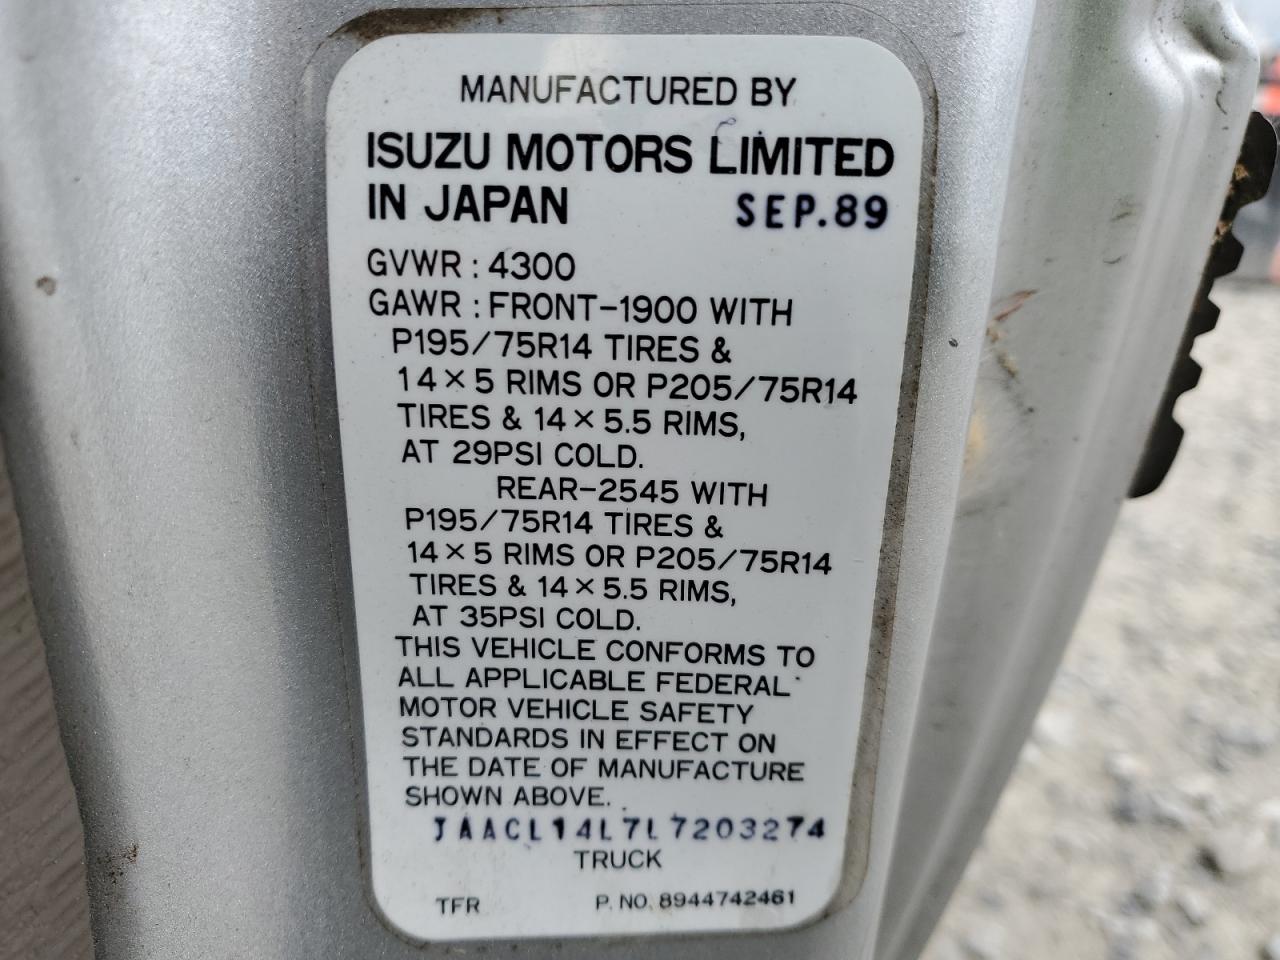 MANUFACTURED BY
ISUZU MOTORS LIMITED
IN JAPAN SEP.89
GVWR : 4300
GAWR : FRONT-1900 WITH
P195/75R14 TIRES &
14×5 RIMS OR P205/75R14
TIRES & 14×5.5 RIMS,
AT 29PSI COLD.
REAR-2545 WITH
P195/75R14 TIRES &
14×5 RIMS OR P205/75R14
TIRES & 14×5.5 RIMS,
AT 35PSI COLD.
THIS VEHICLE CONFORMS TO
ALL APPLICABLE FEDERAL
MOTOR VEHICLE SAFETY
STANDARDS IN EFFECT ON
THE DATE OF MANUFACTURE
SHOWN ABOVE.
JAACL14L7L7203274
TRUCK
TFR P. NO. 8944742461